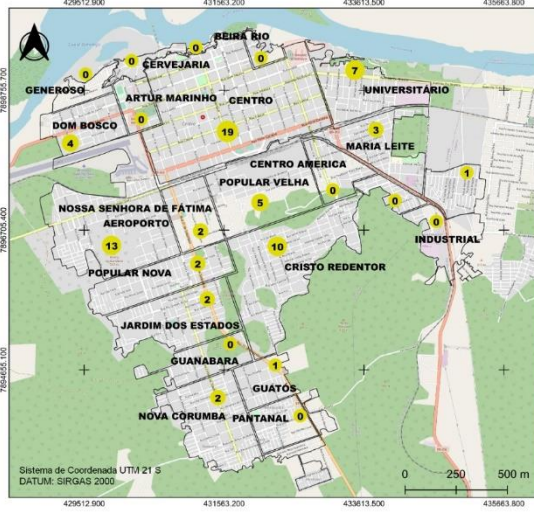 429512.900 431563.200 433613.500 435663.800
BEIRA RIO
0
0
0
CERVEJARIA
0
7
GENEROSO
UNIVERSITÁRIO
ARTUR MARINHO
CENTRO
7898755.700
DOM BOSCO
0
19
3
4
MARIA LEITE
CENTRO AMERICA
POPULAR VELHA
1
0
0
NOSSA SENHORA DE FÁTIMA
5
AEROPORTO
0
7896705.400
2
INDUSTRIAL
13
10
POPULAR NOVA
2
CRISTO REDENTOR
2
JARDIM DOS ESTADOS
0
GUANABARA
1
7894655.100
GUATÓS
2
NOVA CORUMBA
PANTANAL
0
Sistema de Coordenada UTM 21 S
DATUM: SIRGAS 2000
0 250 500 m
429512.900 431563.200 433613.500 435663.800